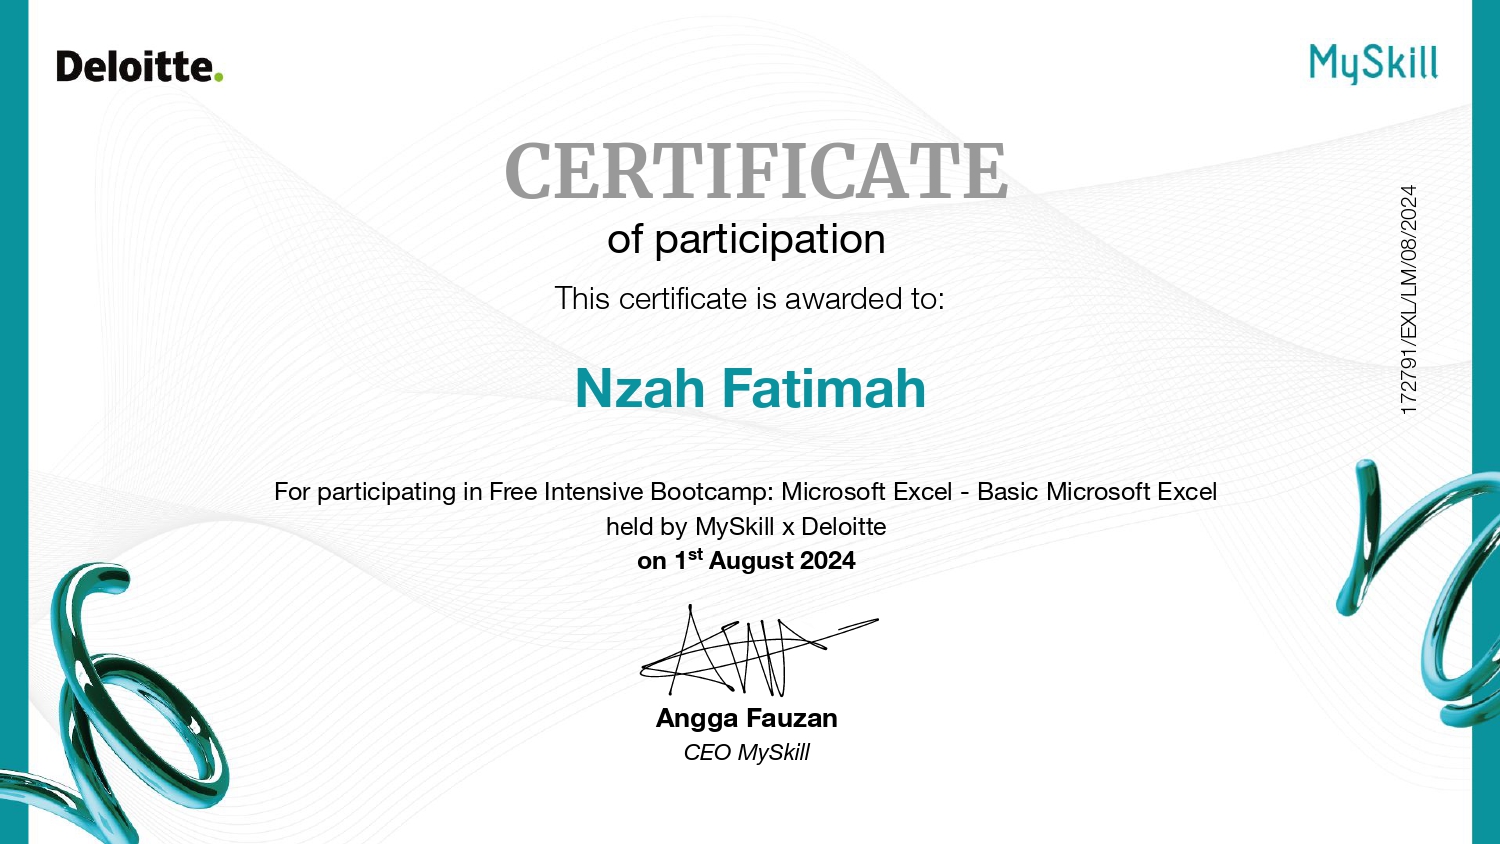 Deloitte.
MySkill
CERTIFICATE
of participation
This certificate is awarded to:
172791/EXL/LM/08/2024
Nzah Fatimah
For participating in Free Intensive Bootcamp: Microsoft Excel - Basic Microsoft Excel
held by MySkill x Deloitte
on 1st August 2024
Angga Fauzan
CEO MySkill